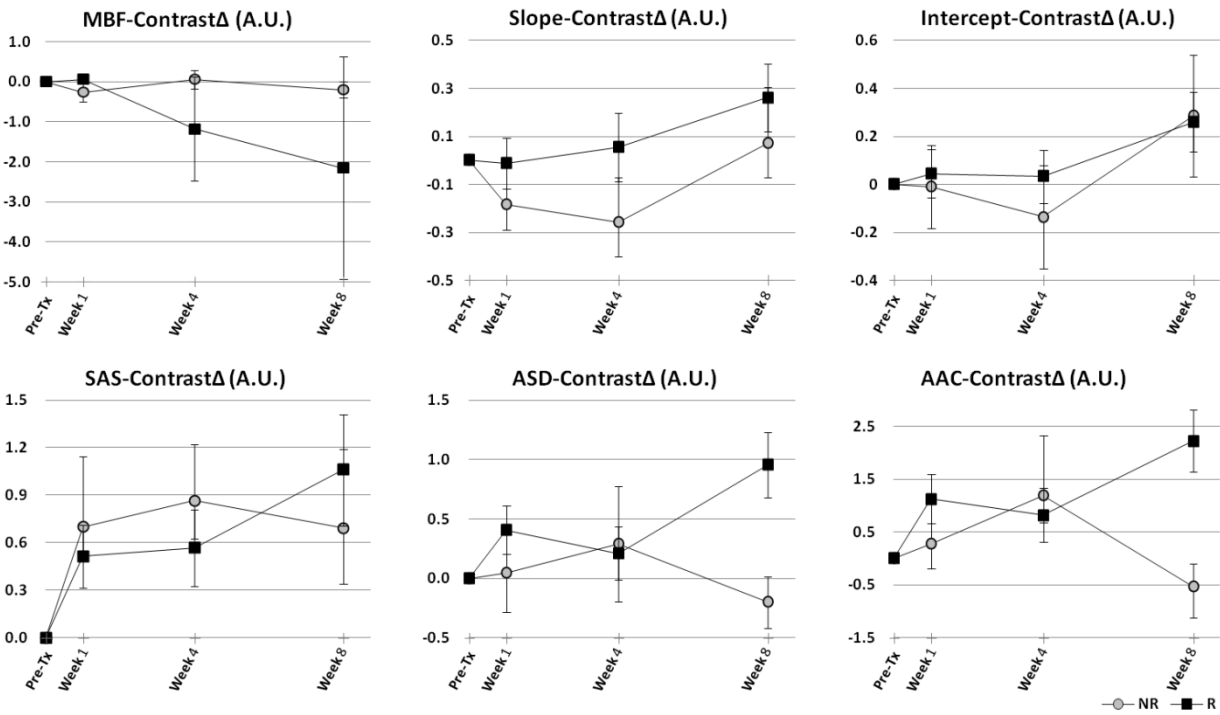 MBF-ContrastΔ (A.U.)
1.0
0.0
-1.0
-2.0
-3.0
-4.0
-5.0
Pre-Tx
Week 1
Week 4
Week 8
Slope-ContrastΔ (A.U.)
0.5
0.3
0.1
-0.1
-0.3
-0.5
Pre-Tx
Week 1
Week 4
Week 8
Intercept-ContrastΔ (A.U.)
0.6
0.4
0.2
0
-0.2
-0.4
Pre-Tx
Week 1
Week 4
Week 8
SAS-ContrastΔ (A.U.)
1.5
1.2
0.9
0.6
0.3
0.0
Pre-Tx
Week 1
Week 4
Week 8
ASD-ContrastΔ (A.U.)
1.5
1.0
0.5
0.0
-0.5
Pre-Tx
Week 1
Week 4
Week 8
AAC-ContrastΔ (A.U.)
2.5
1.5
0.5
-0.5
-1.5
Pre-Tx
Week 1
Week 4
Week 8
NR R